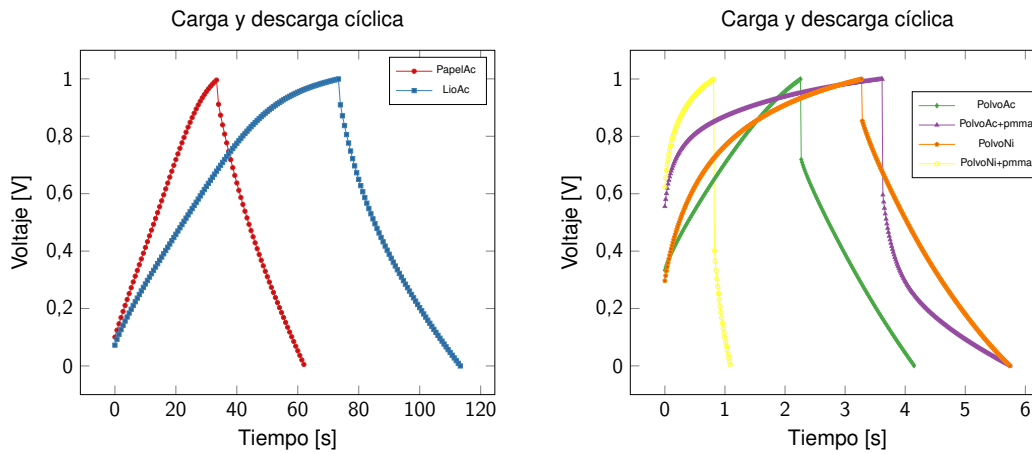 Carga y descarga cíclica
1
0,8
0,6
0,4
0,2
0
Voltaje [V]
PapelAc
LioAc
0 20 40 60 80 100 120
Tiempo [s]
Carga y descarga cíclica
1
0,8
0,6
0,4
0,2
0
Voltaje [V]
PolvoAc
PolvoAc+pmma
PolvoNi
PolvoNi+pmma
0 1 2 3 4 5 6
Tiempo [s]